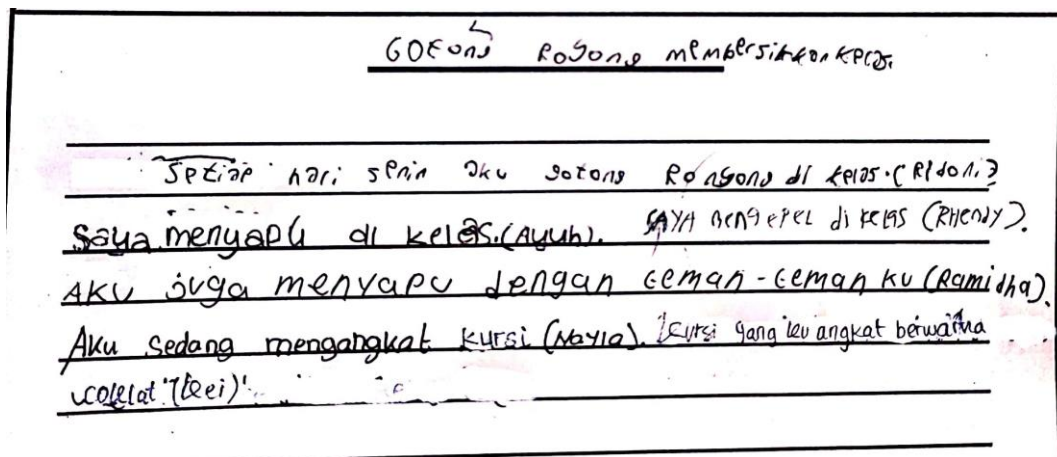 GOtong Royong membersihkan kelas.
Setiap hari senin aku gotong Rongong di kelas. (Ridoni)
Saya menyapu di kelas. (Ayuh). SAYA mengepel di kelas (RHendy).
AKU juga menyapu dengan teman-teman ku (Ramidha).
Aku sedang mengangkat kursi (Nayla). kursi yang ku angkat berwarna
coklat